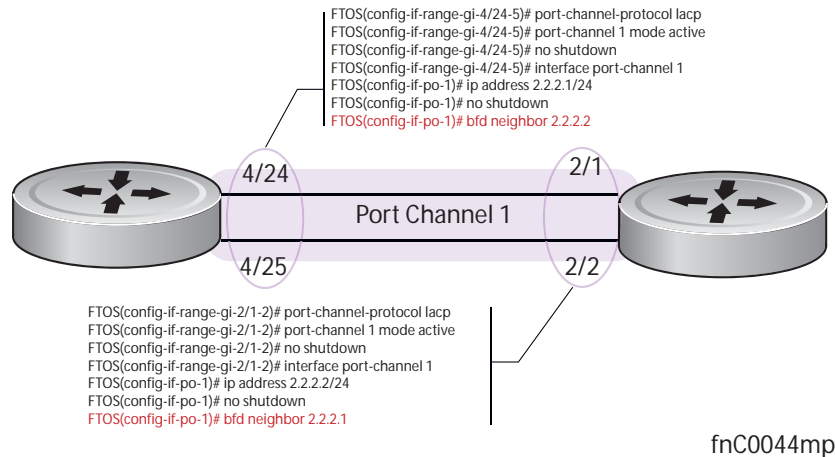 FTOS(config-if-range-gi-4/24-5)# port-channel-protocol lacp
FTOS(config-if-range-gi-4/24-5)# port-channel 1 mode active
FTOS(config-if-range-gi-4/24-5)# no shutdown
FTOS(config-if-range-gi-4/24-5)# interface port-channel 1
FTOS(config-if-po-1)# ip address 2.2.2.1/24
FTOS(config-if-po-1)# no shutdown
FTOS(config-if-po-1)# bfd neighbor 2.2.2.2
4/24
2/1
Port Channel 1
4/25
2/2
FTOS(config-if-range-gi-2/1-2)# port-channel-protocol lacp
FTOS(config-if-range-gi-2/1-2)# port-channel 1 mode active
FTOS(config-if-range-gi-2/1-2)# no shutdown
FTOS(config-if-range-gi-2/1-2)# interface port-channel 1
FTOS(config-if-po-1)# ip address 2.2.2.2/24
FTOS(config-if-po-1)# no shutdown
FTOS(config-if-po-1)# bfd neighbor 2.2.2.1
fnC0044mp